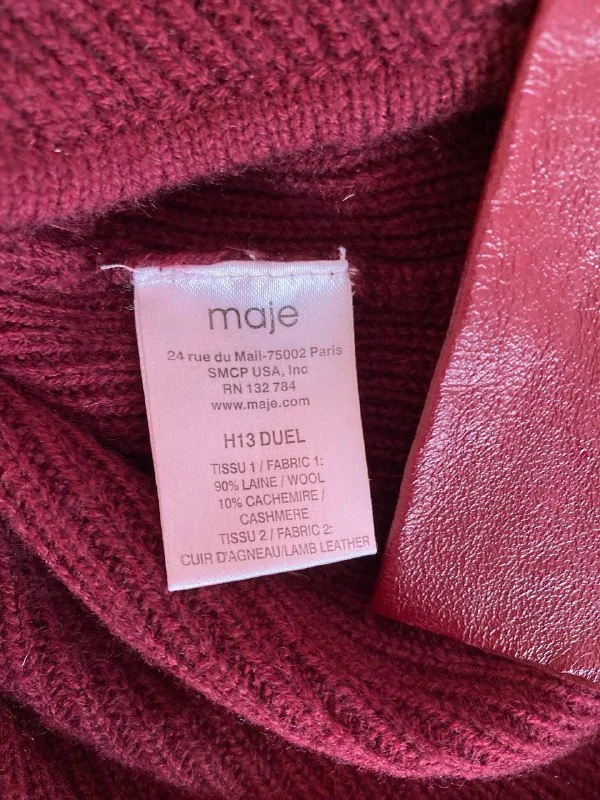 maje
24 rue du Mail-75002 Paris
SMCP USA, Inc
RN 132 784
www.maje.com
H13 DUEL
TISSU 1 / FABRIC 1:
90% LAINE / WOOL
10% CACHEMIRE /
CASHMERE
TISSU 2 / FABRIC 2:
CUIR D'AGNEAU/LAMB LEATHER